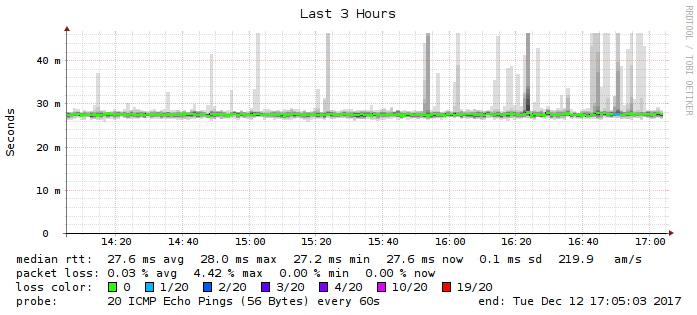 Last 3 Hours
RRDTOOL / TOBI OETIKER
Seconds
40 m
30 m
20 m
10 m
0
14:20 14:40 15:00 15:20 15:40 16:00 16:20 16:40 17:00
median rtt: 27.6 ms avg 28.0 ms max 27.2 ms min 27.6 ms now 0.1 ms sd 219.9 am/s
packet loss: 0.03 % avg 4.42 % max 0.00 % min 0.00 % now
loss color: 0 1/20 2/20 3/20 4/20 10/20 19/20
probe: 20 ICMP Echo Pings (56 Bytes) every 60s end: Tue Dec 12 17:05:03 2017